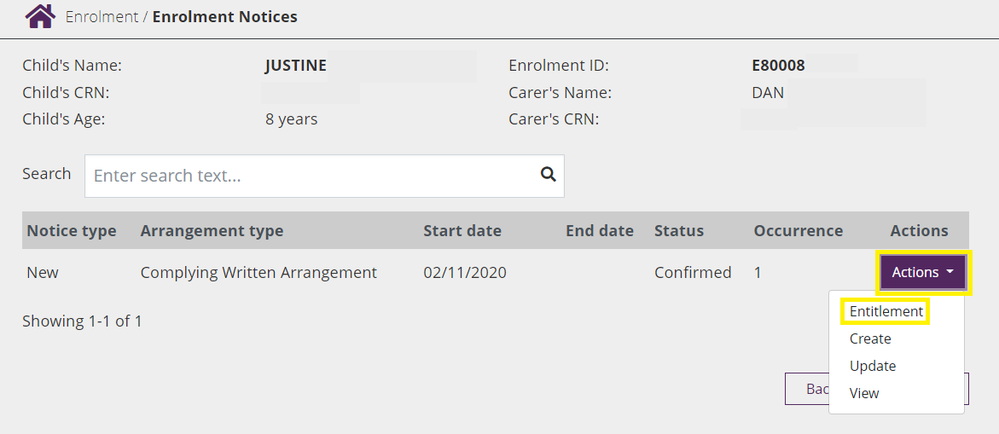 Enrolment / Enrolment Notices
Child's Name: JUSTINE Enrolment ID: E80008
Child's CRN: Carer's Name: DAN
Child's Age: 8 years Carer's CRN:
Search Enter search text...
Notice type Arrangement type Start date End date Status Occurrence Actions
New Complying Written Arrangement 02/11/2020 Confirmed 1 Actions
Showing 1-1 of 1
Entitlement
Create
Update
View